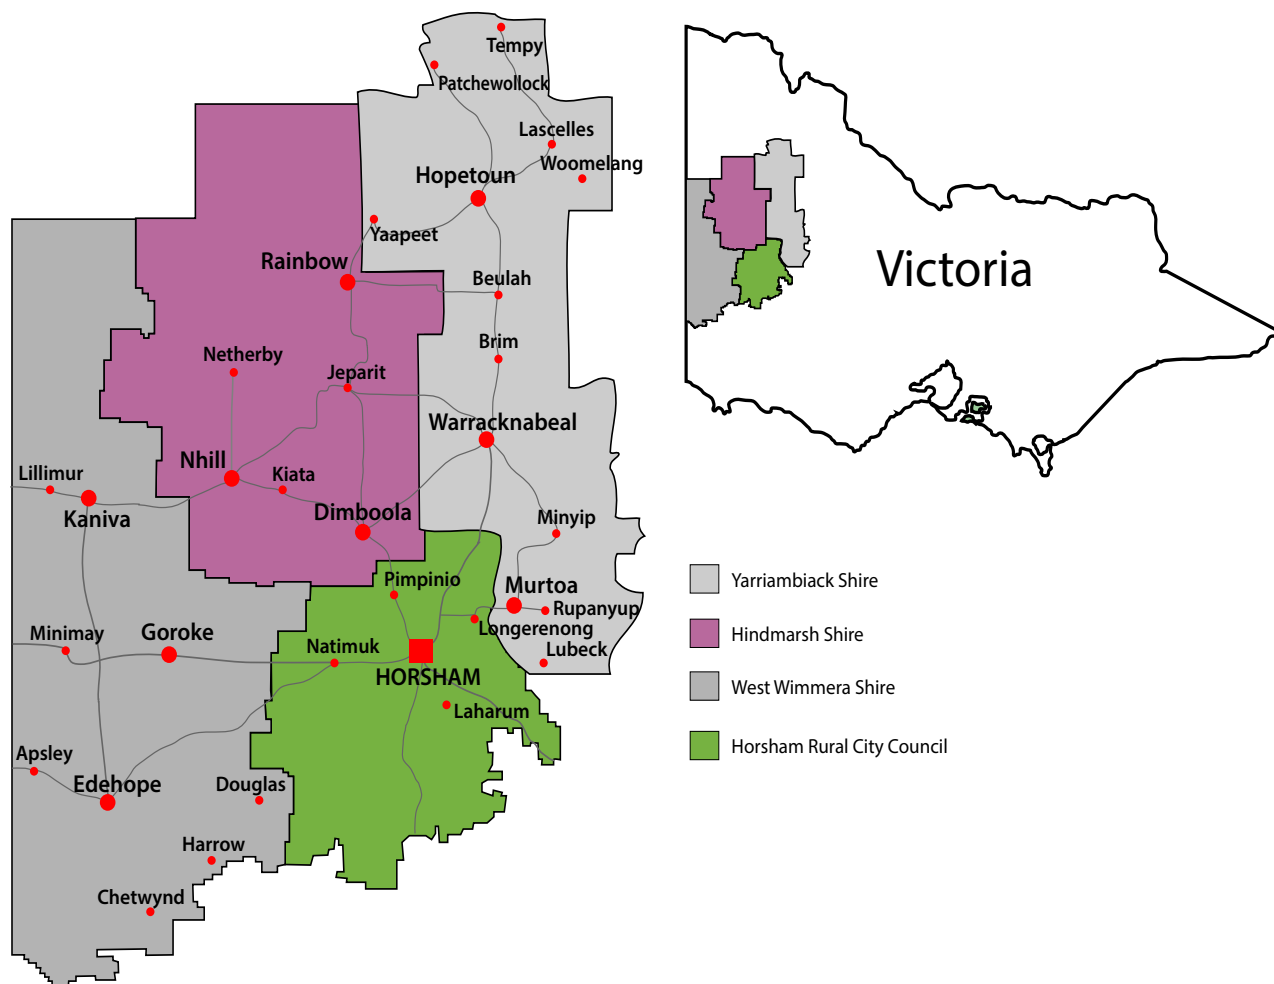 Tempy
Patchewollock
Lascelles
Woomelang
Hopetoun
Yaapeet
Rainbow
Beulah
Brim
Netherby
Jeparit
Warracknabeal
Nhill
Kiata
Lillimur
Kaniva
Dimboola
Minyip
Pimpinio
Murtoa
Rupanyup
Longerenong
Minimay
Goroke
Natimuk
Lubeck
HORSHAM
Laharum
Apsley
Edehope
Douglas
Harrow
Chetwynd
Victoria
Yarriambiack Shire
Hindmarsh Shire
West Wimmera Shire
Horsham Rural City Council